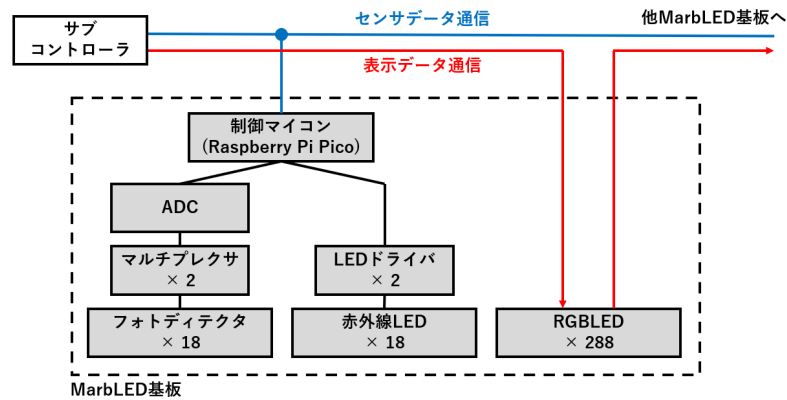 サブ
コントローラ
センサデータ通信
他MarbLED基板へ
表示データ通信
制御マイコン
（Raspberry Pi Pico）
ADC
マルチプレクサ
× 2
LEDドライバ
× 2
フォトディテクタ
× 18
赤外線LED
× 18
RGBLED
× 288
MarbLED基板